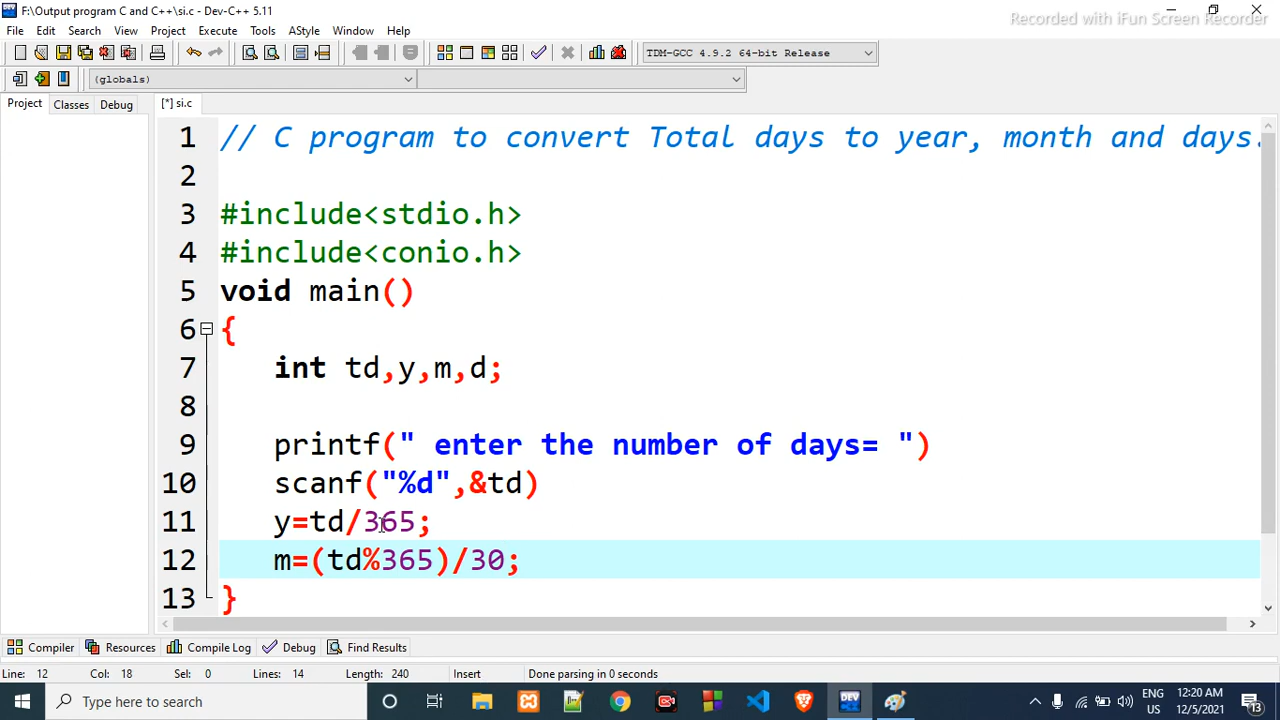 F:\Output program C and C++\si.c - Dev-C++ 5.11
Recorded with iFun Screen Recorder
File Edit Search View Project Execute Tools AStyle Window Help
TDM-GCC 4.9.2 64-bit Release
(globals)
Project Classes Debug [*] si.c
1 // C program to convert Total days to year, month and days.
2
3 #include<stdio.h>
4 #include<conio.h>
5 void main()
6 {
7 int td,y,m,d;
8
9 printf(" enter the number of days= ")
10 scanf("%d",&td)
11 y=td/365;
12 m=(td%365)/30;
13 }
Compiler Resources Compile Log Debug Find Results
Line: 12 Col: 18 Sel: 0 Lines: 14 Length: 240 Insert Done parsing in 0 seconds
Type here to search DEV ENG US 12:20 AM 12/5/2021 13